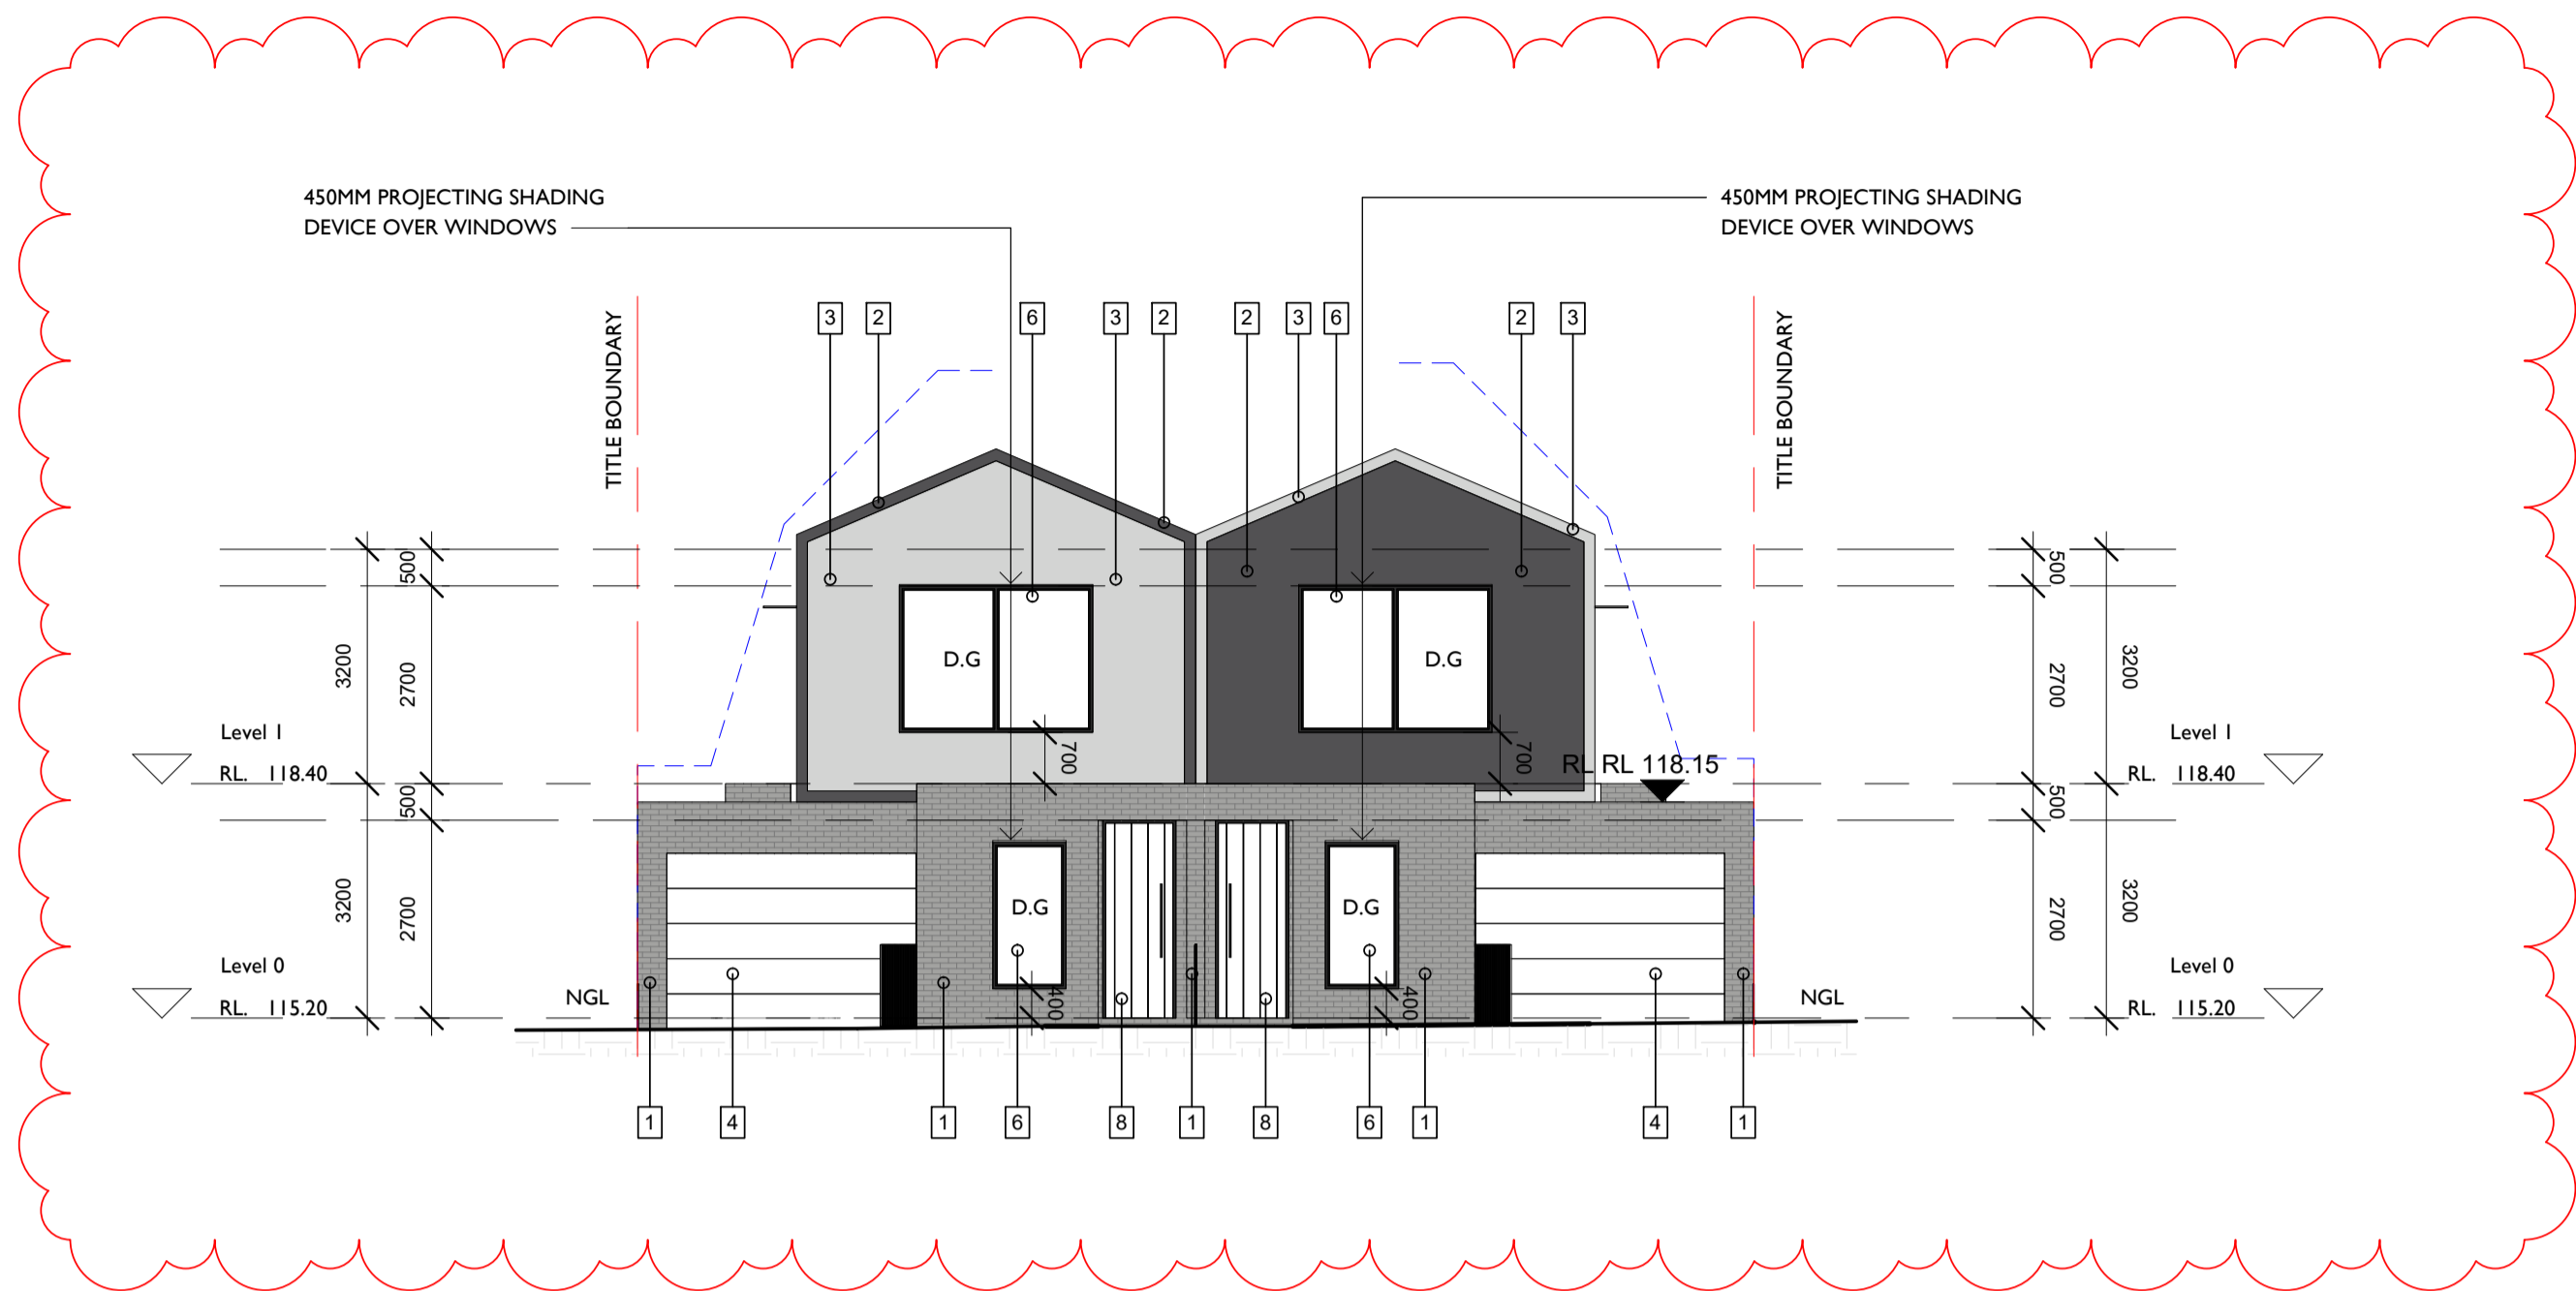 450MM PROJECTING SHADING
DEVICE OVER WINDOWS
450MM PROJECTING SHADING
DEVICE OVER WINDOWS
3 2 6 3 2 2 3 6 2 3
TITLE BOUNDARY
TITLE BOUNDARY
500
500
3200
2700
D.G
D.G
2700
3200
700
700
Level 1
RL. 118.40
RL RL 118.15
Level 1
RL. 118.40
500
500
3200
2700
D.G
D.G
2700
3200
400
400
Level 0
RL. 115.20
NGL
NGL
Level 0
RL. 115.20
1 4 1 6 8 1 8 6 1 4 1